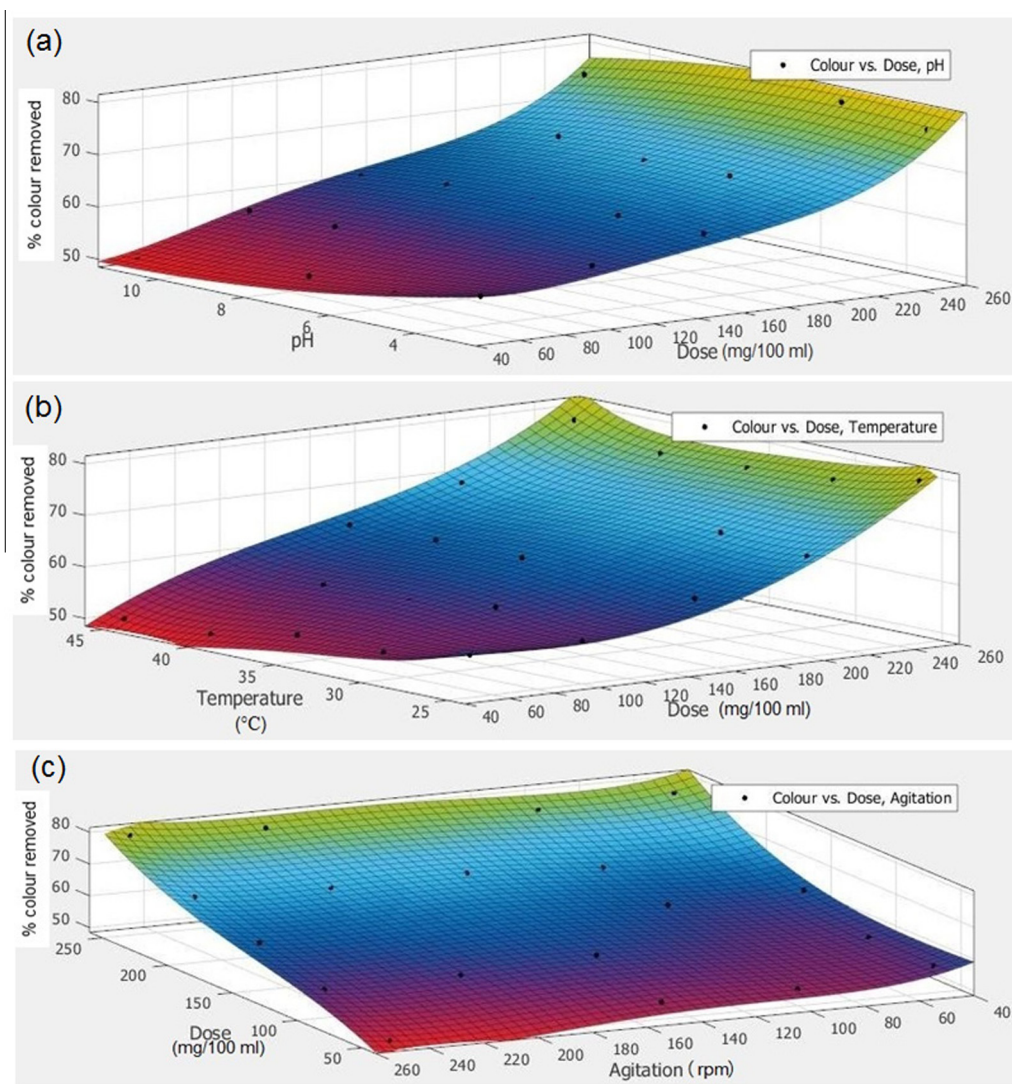 (a)
Colour vs. Dose, pH
% colour removed
80
70
60
50
10
8
6
4
pH
40 60 80 100 120 140 160 180 200 220 240 260
Dose (mg/100 ml)
(b)
Colour vs. Dose, Temperature
% colour removed
80
70
60
50
45
40
35
30
25
Temperature
(°C)
40 60 80 100 120 140 160 180 200 220 240 260
Dose (mg/100 ml)
(c)
Colour vs. Dose, Agitation
% colour removed
80
70
60
50
250
200
150
100
50
Dose
(mg/100 ml)
260 240 220 200 180 160 140 120 100 80 60 40
Agitation (rpm)